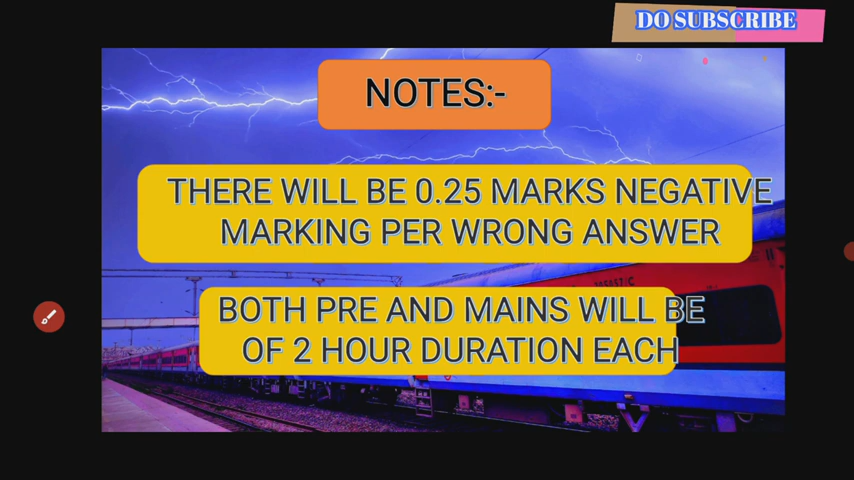 DO SUBSCRIBE
NOTES:-
THERE WILL BE 0.25 MARKS NEGATIVE
MARKING PER WRONG ANSWER
BOTH PRE AND MAINS WILL BE
OF 2 HOUR DURATION EACH